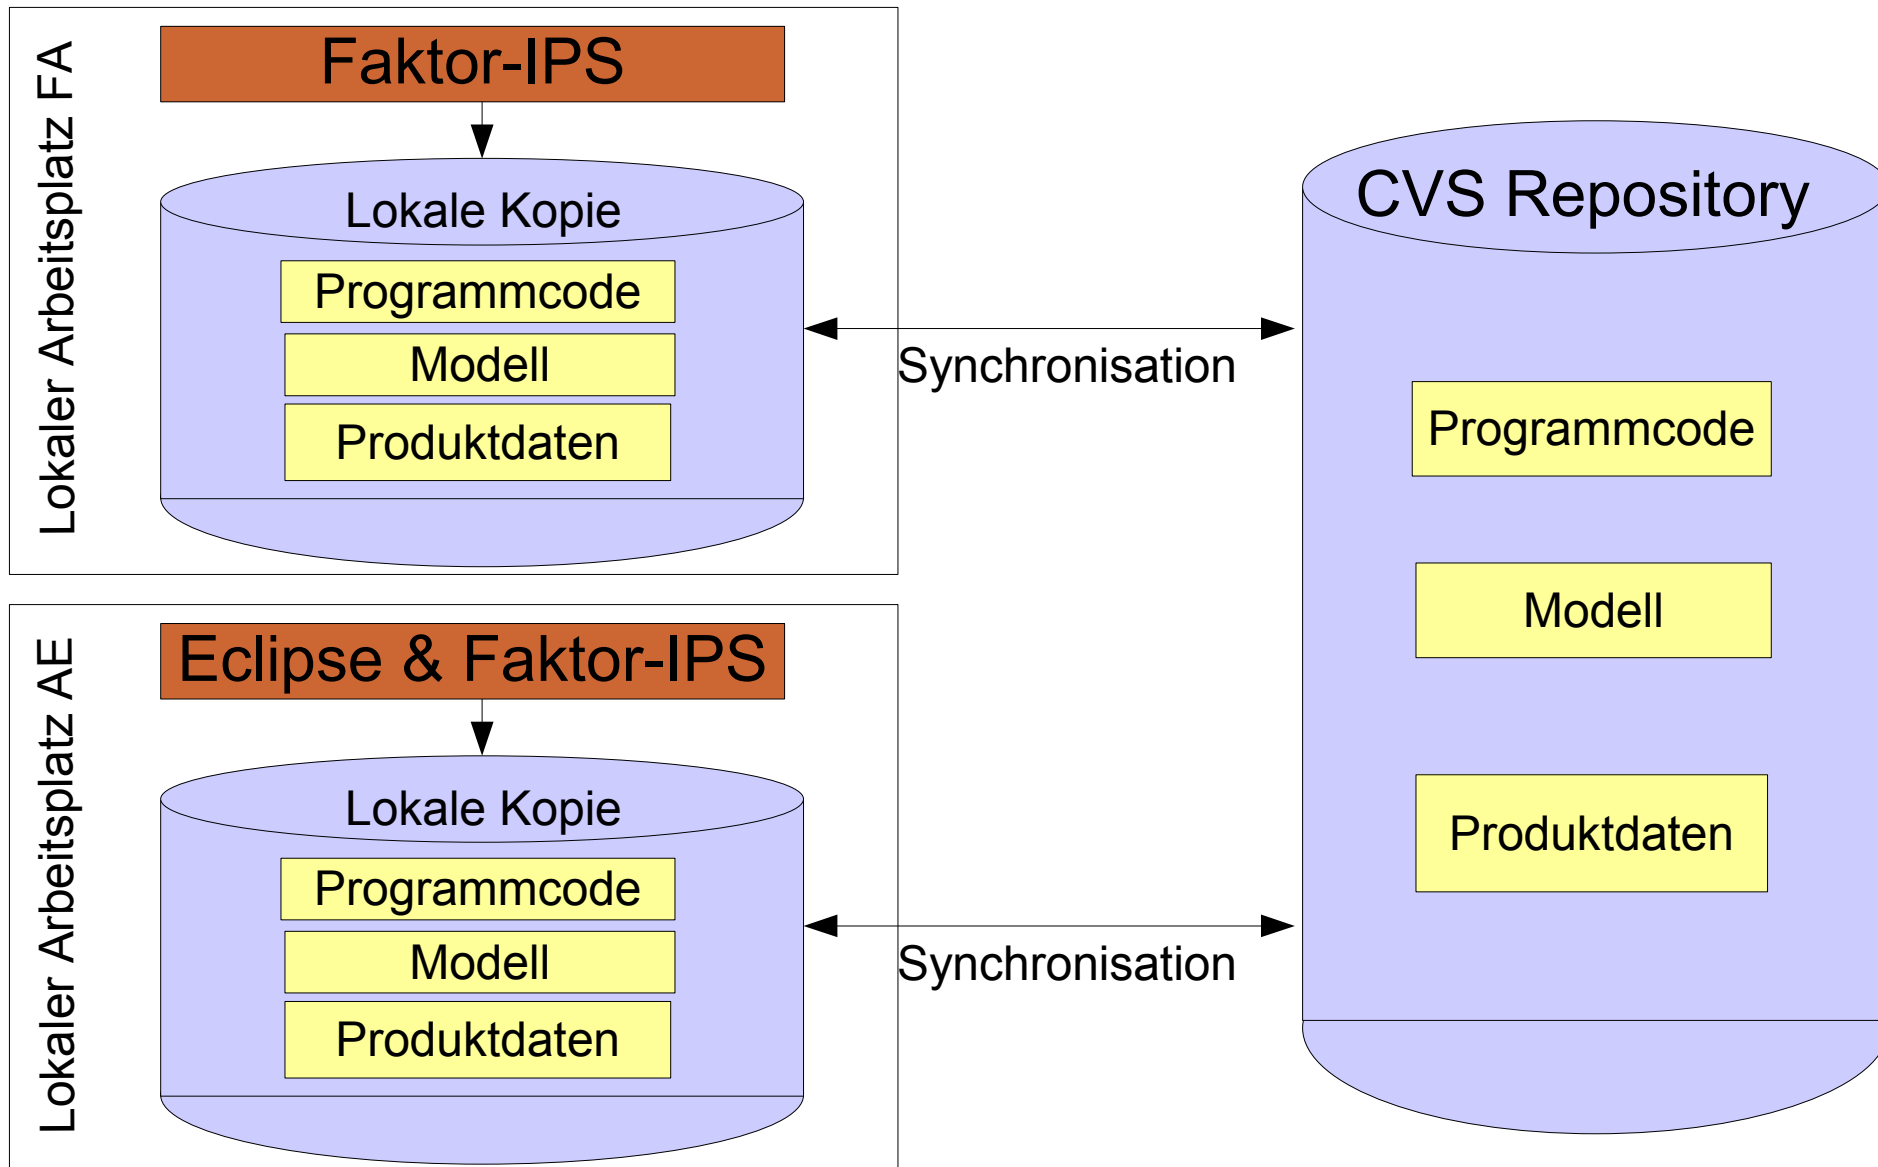 Lokaler Arbeitsplatz FA
Faktor-IPS
Lokale Kopie
Programmcode
Modell
Produktdaten
Synchronisation
Lokaler Arbeitsplatz AE
Eclipse & Faktor-IPS
Lokale Kopie
Programmcode
Modell
Produktdaten
Synchronisation
CVS Repository
Programmcode
Modell
Produktdaten